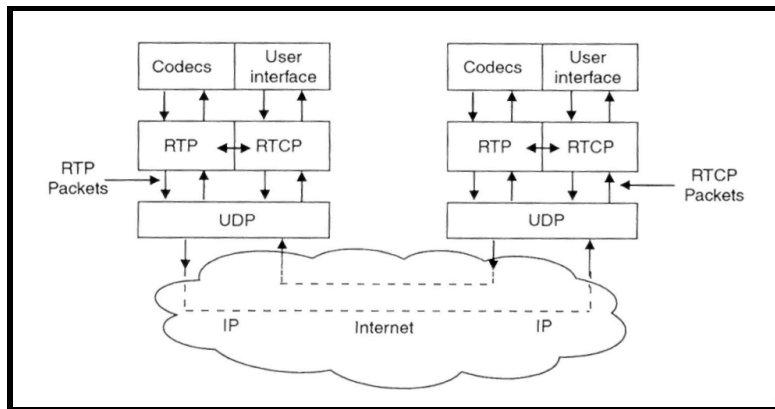 Codecs
User
interface
Codecs
User
interface
RTP
RTCP
RTP
RTCP
RTP
Packets
RTCP
Packets
UDP
UDP
IP
Internet
IP